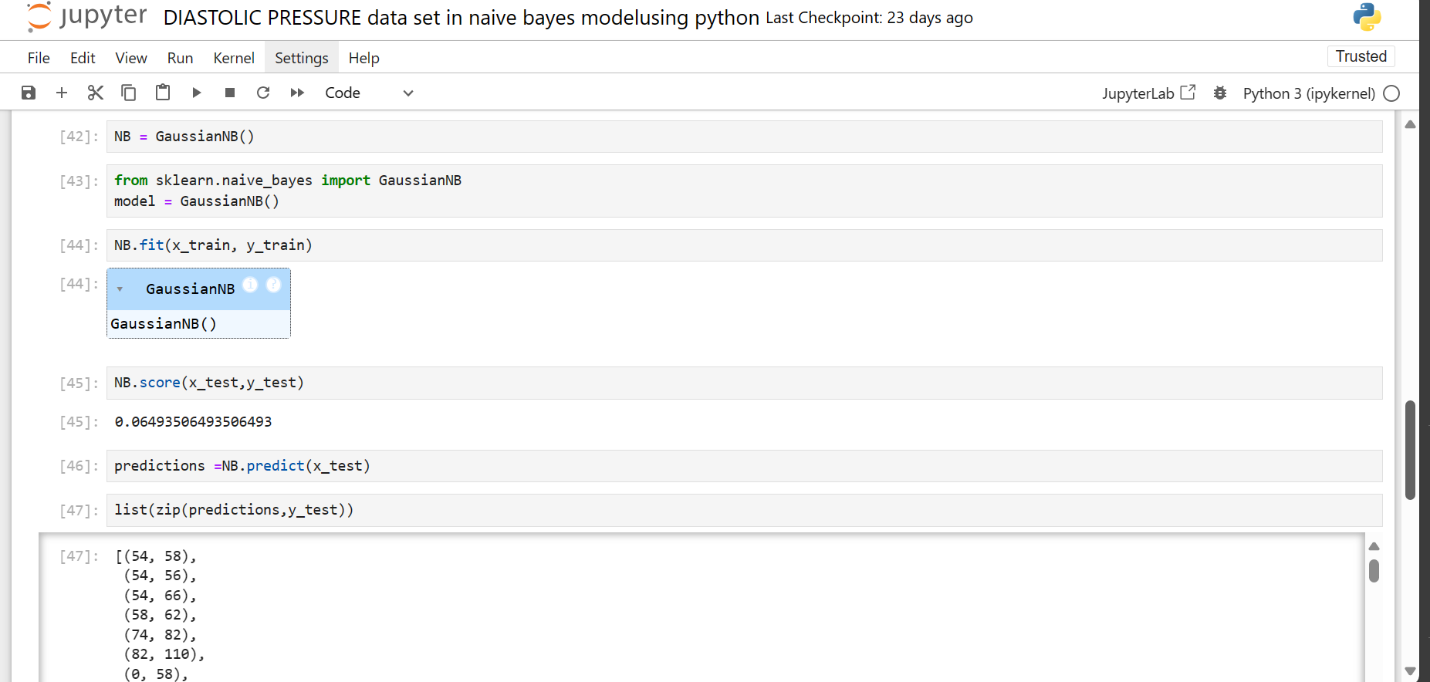 jupyter DIASTOLIC PRESSURE data set in naive bayes modelusing python Last Checkpoint: 23 days ago
File Edit View Run Kernel Settings Help Trusted
Code JupyterLab Python 3 (ipykernel)
[42]: NB = GaussianNB()
[43]: from sklearn.naive_bayes import GaussianNB
model = GaussianNB()
[44]: NB.fit(x_train, y_train)
[44]: GaussianNB i ?
GaussianNB()
[45]: NB.score(x_test,y_test)
[45]: 0.06493506493506493
[46]: predictions =NB.predict(x_test)
[47]: list(zip(predictions,y_test))
[47]: [(54, 58),
(54, 56),
(54, 66),
(58, 62),
(74, 82),
(82, 110),
(0, 58),